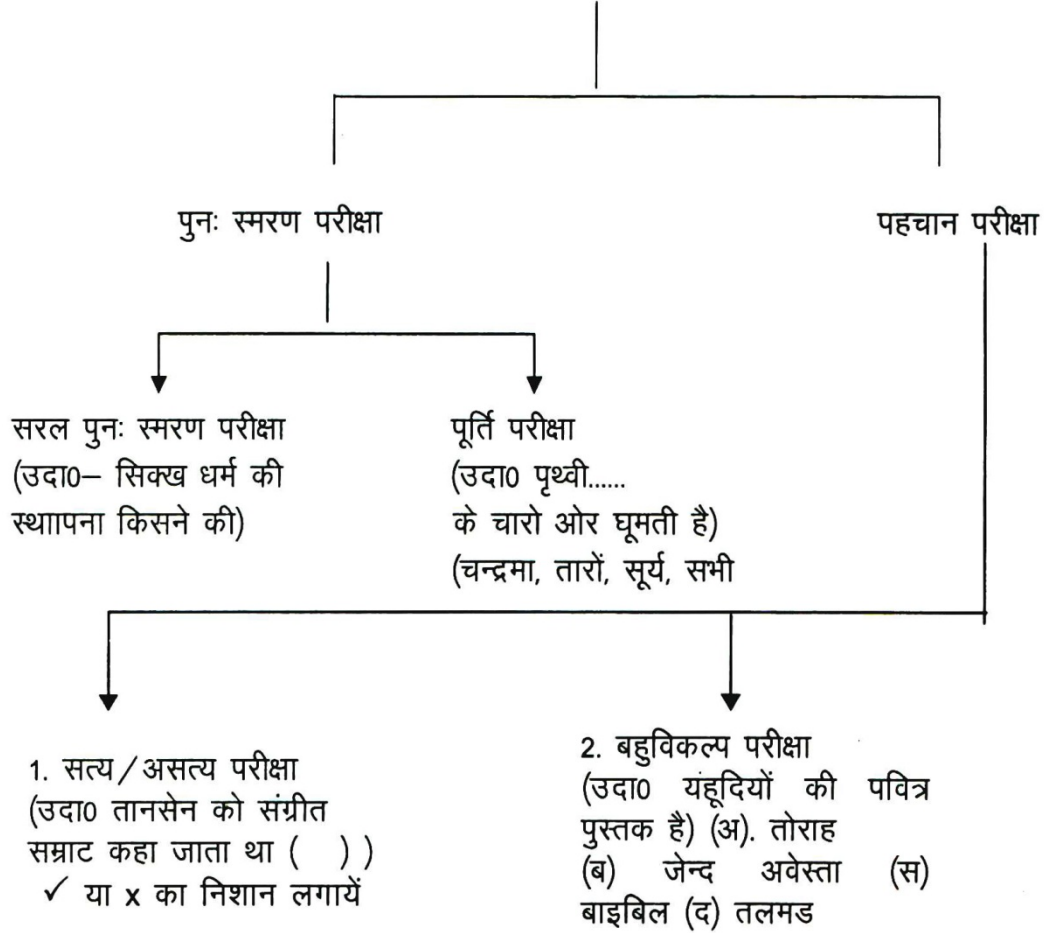 पुनः स्मरण परीक्षा
पहचान परीक्षा
सरल पुनः स्मरण परीक्षा
(उदा0– सिक्ख धर्म की
स्थाापना किसने की)
पूर्ति परीक्षा
(उदा0 पृथ्वी......
के चारो ओर घूमती है)
(चन्द्रमा, तारों, सूर्य, सभी
1. सत्य/असत्य परीक्षा
(उदा0 तानसेन को संग्रीत
सम्राट कहा जाता था ( ) )
✓ या x का निशान लगायें
2. बहुविकल्प परीक्षा
(उदा0 यंहूदियों की पवित्र
पुस्तक है) (अ). तोराह
(ब) जेन्द अवेस्ता (स)
बाइबिल (द) तलमड